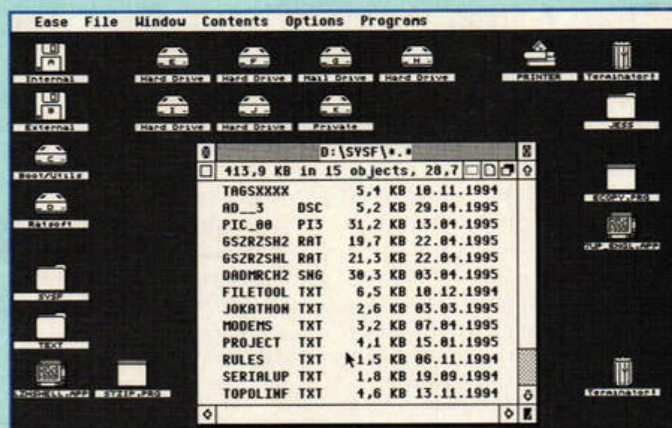 Ease File Window Contents Options Programs
A
E F G H
Internal Hard Drive Hard Drive Mail Drive Hard Drive PRINTER Terminator!
B
I J K
External Hard Drive Hard Drive Private JESS
D:\SYSF\*.*
C
413,9 KB in 15 objects, 28,7
Boot/Utils
TAGSXXXX 5,4 KB 10.11.1994
AD__3 DSC 5,2 KB 29.04.1995
ECOPY.PRG
D
PIC_00 PI3 31,2 KB 13.04.1995
Ratsoft
GSZRZSH2 RAT 19,7 KB 22.04.1995
GSZRZSHL RAT 21,3 KB 22.04.1995
DADMRCH2 SNG 30,3 KB 03.04.1995
FILETOOL TXT 6,5 KB 10.12.1994
SYSF
JOKATHON TXT 2,6 KB 03.03.1995
MODEMS TXT 3,2 KB 07.04.1995
PROJECT TXT 4,1 KB 15.01.1995
TEXT
RULES TXT 1,5 KB 06.11.1994
SERIALUP TXT 1,8 KB 19.09.1994
TOPDLINF TXT 4,6 KB 13.11.1994
STZIP.PRG Terminator!